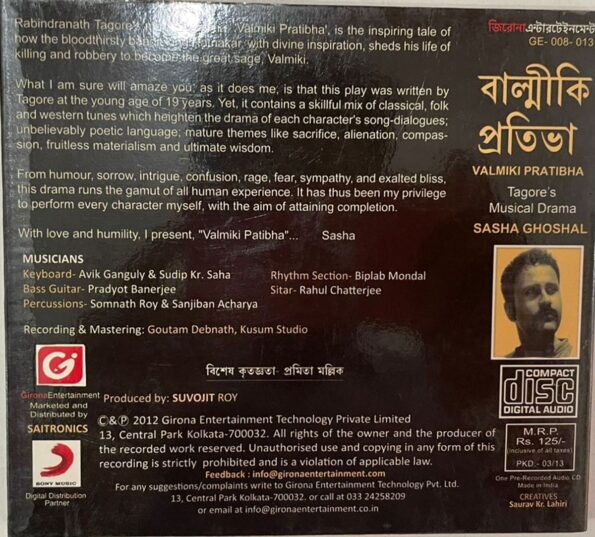 Rabindranath Tagore's 'Valmiki Pratibha', is the inspiring tale of
how the bloodthirsty Ratnakar, with divine inspiration, sheds his life of
killing and robbery to become the great sage, Valmiki.
What I am sure will amaze you, as it does me, is that this play was written by
Tagore at the young age of 19 years. Yet, it contains a skillful mix of classical, folk
and western tunes which heighten the drama of each character's song-dialogues;
unbelievably poetic language; mature themes like sacrifice, alienation, compas-
sion, fruitless materialism and ultimate wisdom.
From humour, sorrow, intrigue, confusion, rage, fear, sympathy, and exalted bliss,
this drama runs the gamut of all human experience. It has thus been my privilege
to perform every character myself, with the aim of attaining completion.
With love and humility, I present, "Valmiki Patibha"... Sasha
MUSICIANS
Keyboard- Avik Ganguly & Sudip Kr. Saha
Bass Guitar- Pradyot Banerjee
Percussions- Somnath Roy & Sanjiban Acharya
Rhythm Section- Biplab Mondal
Sitar- Rahul Chatterjee
Recording & Mastering: Goutam Debnath, Kusum Studio
বিশেষ কৃতজ্ঞতা- প্রমিতা মল্লিক
GironaEntertainment
Marketed and
Distributed by
SAITRONICS
SONY MUSIC
Digital Distribution
Partner
Produced by: SUVOJIT ROY
©&℗ 2012 Girona Entertainment Technology Private Limited
13, Central Park Kolkata-700032. All rights of the owner and the producer of
the recorded work reserved. Unauthorised use and copying in any form of this
recording is strictly prohibited and is a violation of applicable law.
Feedback : info@gironaentertainment.com
For any suggestions/complaints write to Girona Entertainment Technology Pvt. Ltd.
13, Central Park Kolkata-700032. or call at 033 24258209
or email at info@gironaentertainment.co.in
জিরোনাএন্টারটেইনমেন্ট
GE- 008- 013
বাল্মীকি
প্রতিভা
VALMIKI PRATIBHA
Tagore's
Musical Drama
SASHA GHOSHAL
COMPACT
disc
DIGITAL AUDIO
M.R.P.
Rs. 125/-
(inclusive of all taxes)
PKD.- 03/13
One Pre-Recorded Audio CD
Made in India
CREATIVES
Saurav Kr. Lahiri